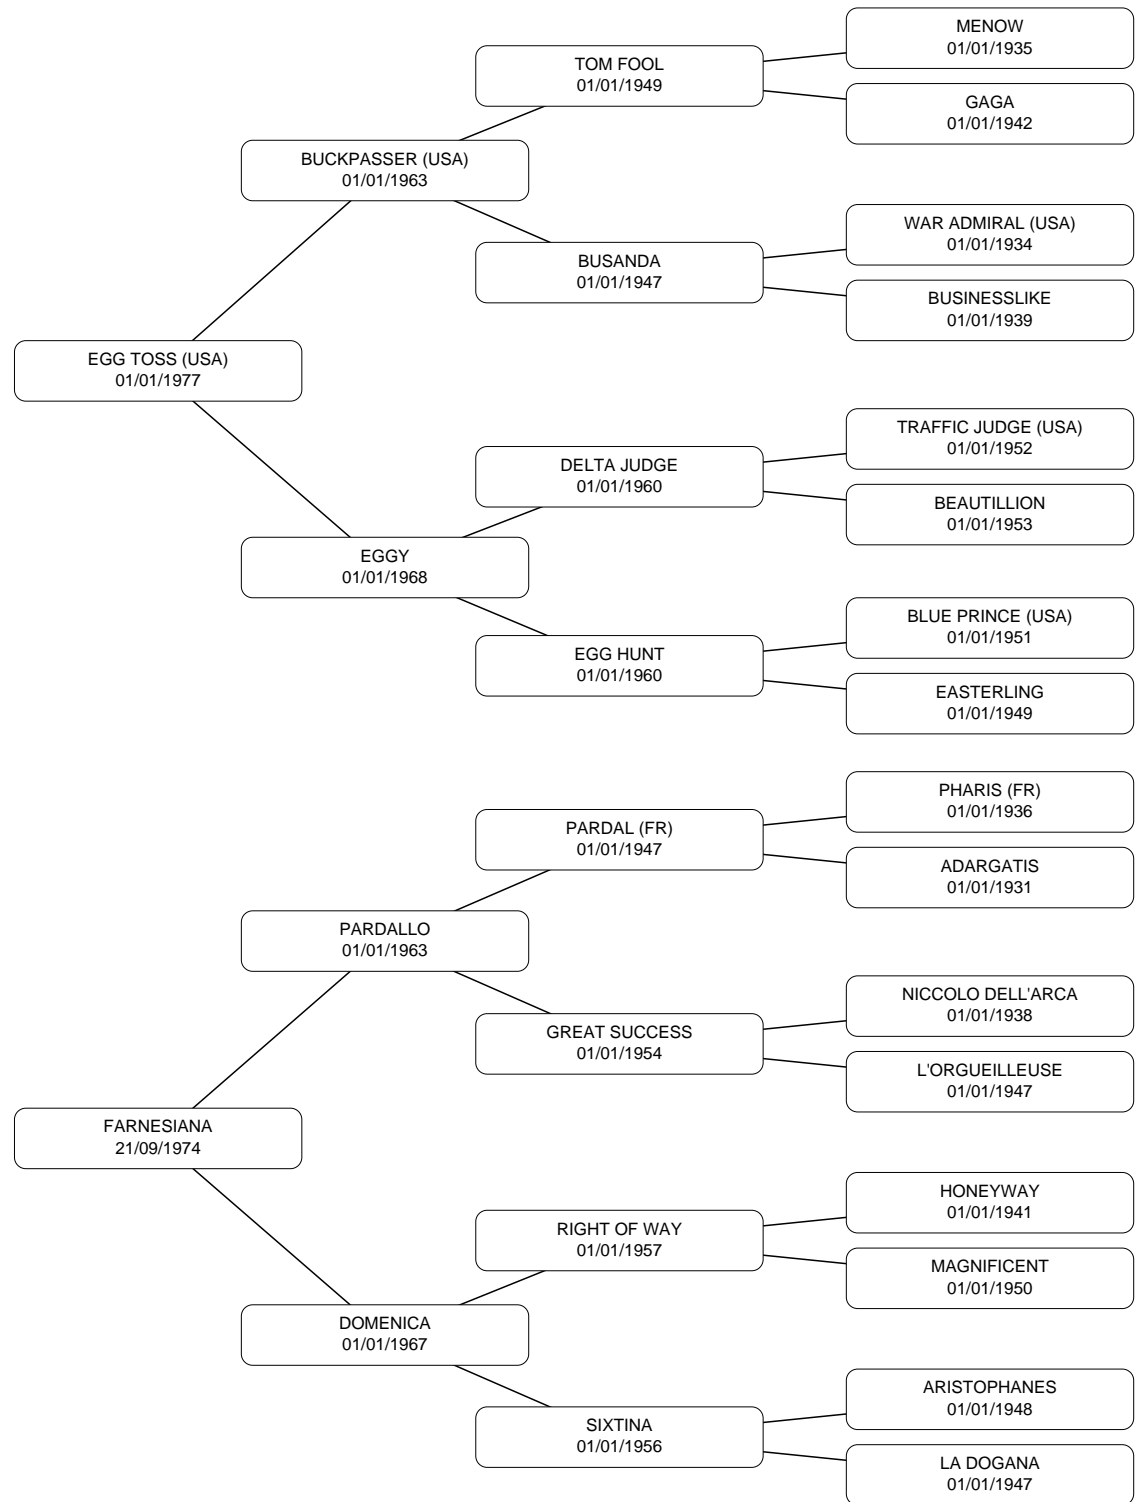 MENOW
01/01/1935
TOM FOOL
01/01/1949
GAGA
01/01/1942
BUCKPASSER (USA)
01/01/1963
WAR ADMIRAL (USA)
01/01/1934
BUSANDA
01/01/1947
BUSINESSLIKE
01/01/1939
EGG TOSS (USA)
01/01/1977
TRAFFIC JUDGE (USA)
01/01/1952
DELTA JUDGE
01/01/1960
BEAUTILLION
01/01/1953
EGGY
01/01/1968
BLUE PRINCE (USA)
01/01/1951
EGG HUNT
01/01/1960
EASTERLING
01/01/1949
PHARIS (FR)
01/01/1936
PARDAL (FR)
01/01/1947
ADARGATIS
01/01/1931
PARDALLO
01/01/1963
NICCOLO DELL'ARCA
01/01/1938
GREAT SUCCESS
01/01/1954
L'ORGUEILLEUSE
01/01/1947
FARNESIANA
21/09/1974
HONEYWAY
01/01/1941
RIGHT OF WAY
01/01/1957
MAGNIFICENT
01/01/1950
DOMENICA
01/01/1967
ARISTOPHANES
01/01/1948
SIXTINA
01/01/1956
LA DOGANA
01/01/1947